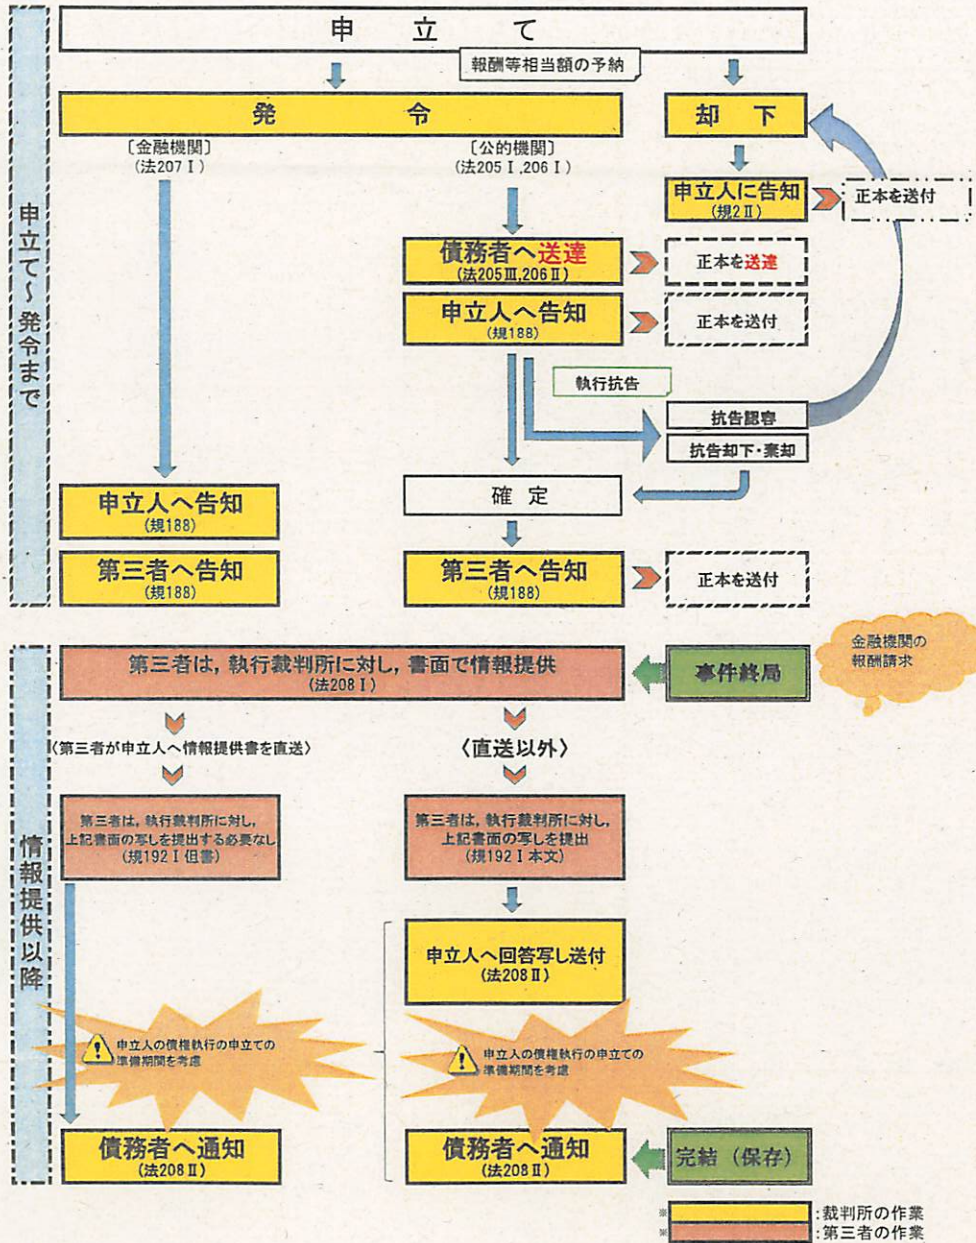 申立て
報酬等相当額の予納
発令
却下
〔金融機関〕
(法207Ⅰ)
〔公的機関〕
(法205Ⅰ,206Ⅰ)
申立人に告知
(規2Ⅱ)
正本を送付
債務者へ送達
(法205Ⅲ,206Ⅱ)
正本を送達
申立人へ告知
(規188)
正本を送付
執行抗告
抗告認容
抗告却下・棄却
確定
申立人へ告知
(規188)
第三者へ告知
(規188)
第三者へ告知
(規188)
正本を送付
申立て～発令まで
第三者は，執行裁判所に対し，書面で情報提供
(法208Ⅰ)
事件終局
金融機関の
報酬請求
〈第三者が申立人へ情報提供書を直送〉
〈直送以外〉
第三者は，執行裁判所に対し，
上記書面の写しを提出する必要なし
(規192Ⅰ但書)
第三者は，執行裁判所に対し，
上記書面の写しを提出
(規192Ⅰ本文)
申立人へ回答写し送付
(法208Ⅱ)
申立人の債権執行の申立ての
準備期間を考慮
申立人の債権執行の申立ての
準備期間を考慮
債務者へ通知
(法208Ⅱ)
債務者へ通知
(法208Ⅱ)
完結（保存）
情報提供以降
※ :裁判所の作業
※ :第三者の作業